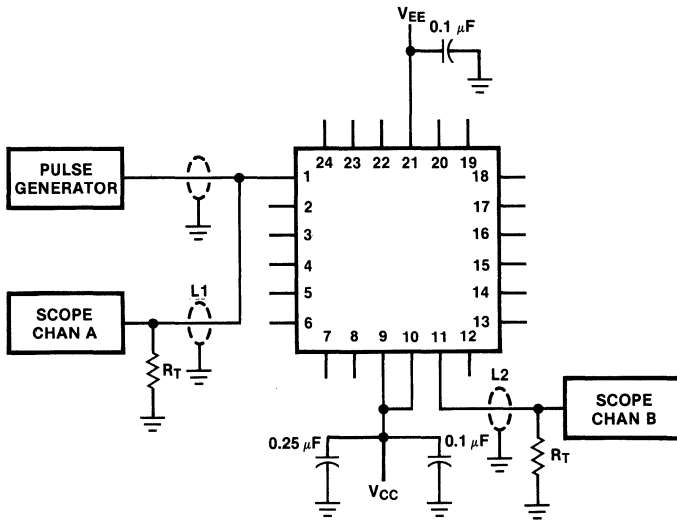 VEE
0.1 μF
24 23 22 21 20 19
PULSE
GENERATOR
1
2
3
4
5
6
18
17
16
15
14
13
L1
SCOPE
CHAN A
RT
7 8 9 10 11 12
L2
SCOPE
CHAN B
RT
0.25 μF
0.1 μF
VCC